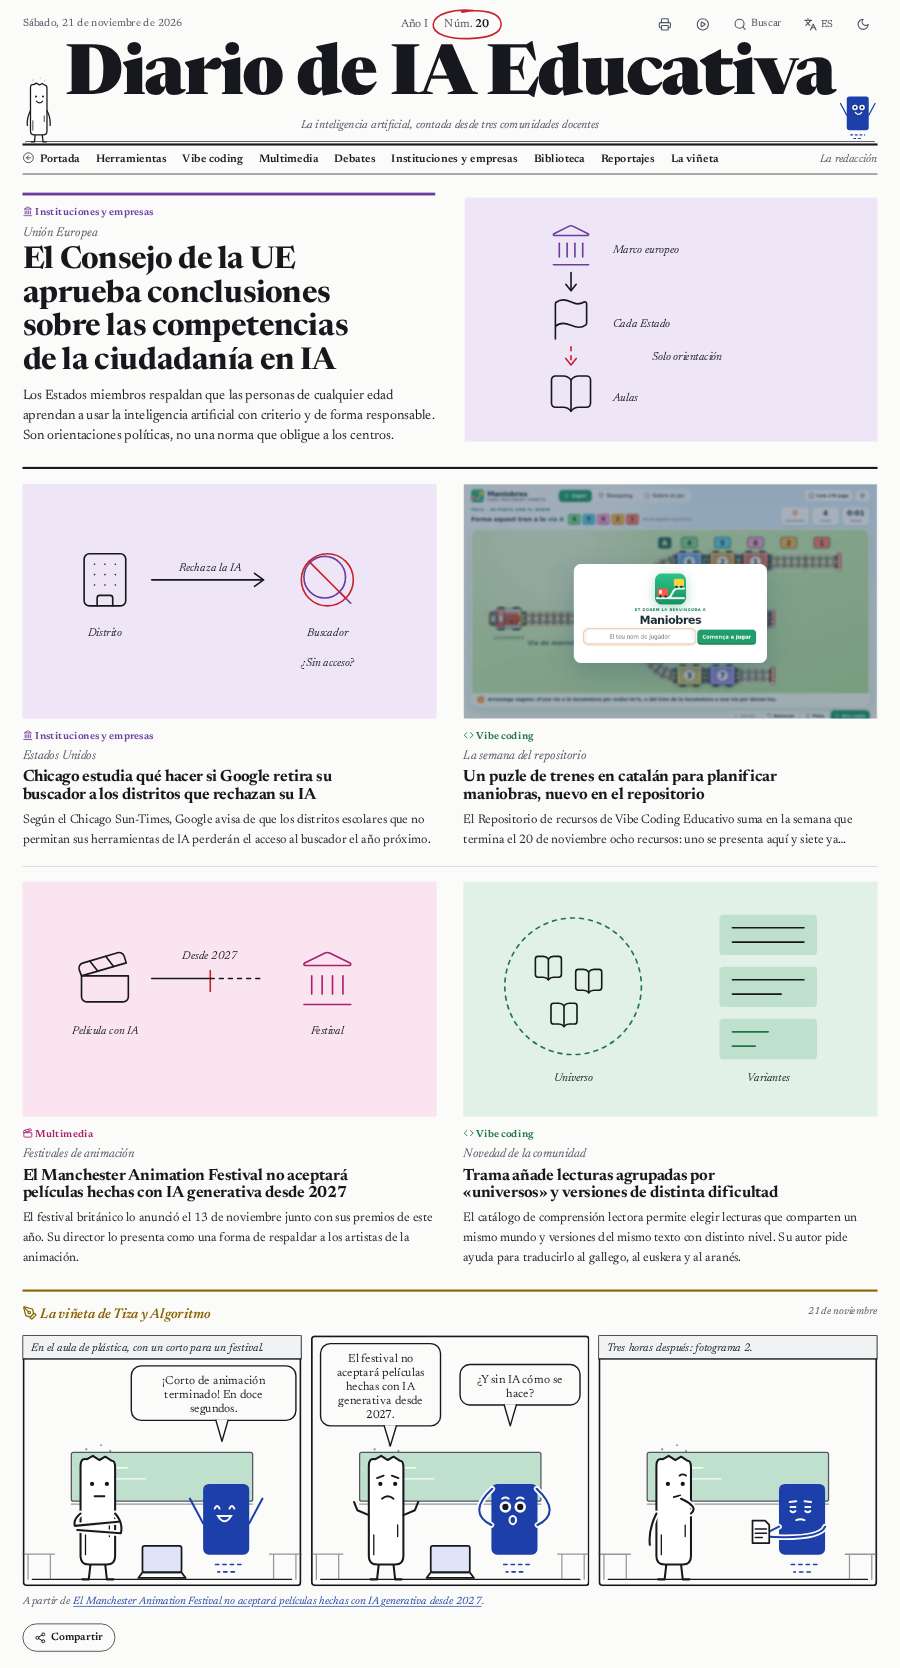 Sábado, 21 de noviembre de 2026
Año I Núm. 20
Buscar
ES
Diario de IA Educativa
La inteligencia artificial, contada desde tres comunidades docentes
Portada Herramientas Vibe coding Multimedia Debates Instituciones y empresas Biblioteca Reportajes La viñeta La redacción
Instituciones y empresas
Unión Europea
El Consejo de la UE
aprueba conclusiones
sobre las competencias
de la ciudadanía en IA
Los Estados miembros respaldan que las personas de cualquier edad
aprendan a usar la inteligencia artificial con criterio y de forma responsable.
Son orientaciones políticas, no una norma que obligue a los centros.
Marco europeo
Cada Estado
Solo orientación
Aulas
Distrito
Rechaza la IA
Buscador
¿Sin acceso?
Instituciones y empresas
Estados Unidos
Chicago estudia qué hacer si Google retira su
buscador a los distritos que rechazan su IA
Según el Chicago Sun-Times, Google avisa de que los distritos escolares que no
permitan sus herramientas de IA perderán el acceso al buscador el año próximo.
Maniobres
Forma aquest tren a la via A
ET DONEM LA BENVINGUDA A
Maniobres
El teu nom de jugador
Comença a jugar
Vibe coding
La semana del repositorio
Un puzle de trenes en catalán para planificar
maniobras, nuevo en el repositorio
El Repositorio de recursos de Vibe Coding Educativo suma en la semana que
termina el 20 de noviembre ocho recursos: uno se presenta aquí y siete ya...
Película con IA
Desde 2027
Festival
Multimedia
Festivales de animación
El Manchester Animation Festival no aceptará
películas hechas con IA generativa desde 2027
El festival británico lo anunció el 13 de noviembre junto con sus premios de este
año. Su director lo presenta como una forma de respaldar a los artistas de la
animación.
Universo
Variantes
Vibe coding
Novedad de la comunidad
Trama añade lecturas agrupadas por
«universos» y versiones de distinta dificultad
El catálogo de comprensión lectora permite elegir lecturas que comparten un
mismo mundo y versiones del mismo texto con distinto nivel. Su autor pide
ayuda para traducirlo al gallego, al euskera y al aranés.
La viñeta de Tiza y Algoritmo
21 de noviembre
En el aula de plástica, con un corto para un festival.
¡Corto de animación
terminado! En doce
segundos.
El festival no
aceptará películas
hechas con IA
generativa desde
2027.
¿Y sin IA cómo se
hace?
Tres horas después: fotograma 2.
A partir de El Manchester Animation Festival no aceptará películas hechas con IA generativa desde 2027.
Compartir